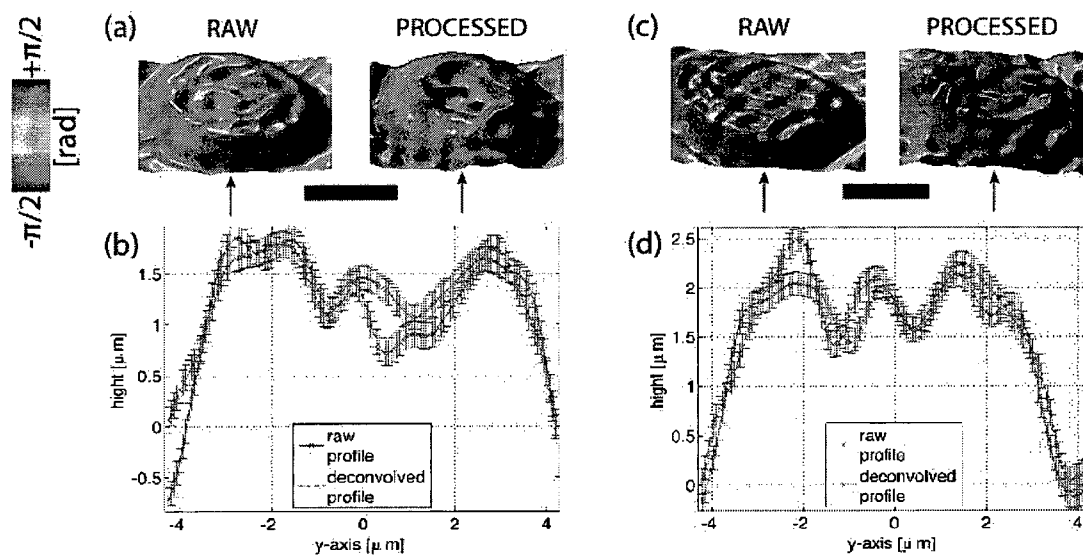 +π/2
[rad]
-π/2
(a)
RAW
PROCESSED
(c)
RAW
PROCESSED
(b)
1.5
1
0.5
0
-0.5
hight [μ m]
raw
profile
deconvolved
profile
-4
-2
0
2
4
y-axis [μ m]
(d)
2.5
2
1.5
1
0.5
0
hight [μ m]
raw
profile
deconvolved
profile
-4
-2
0
2
4
y-axis [μ m]